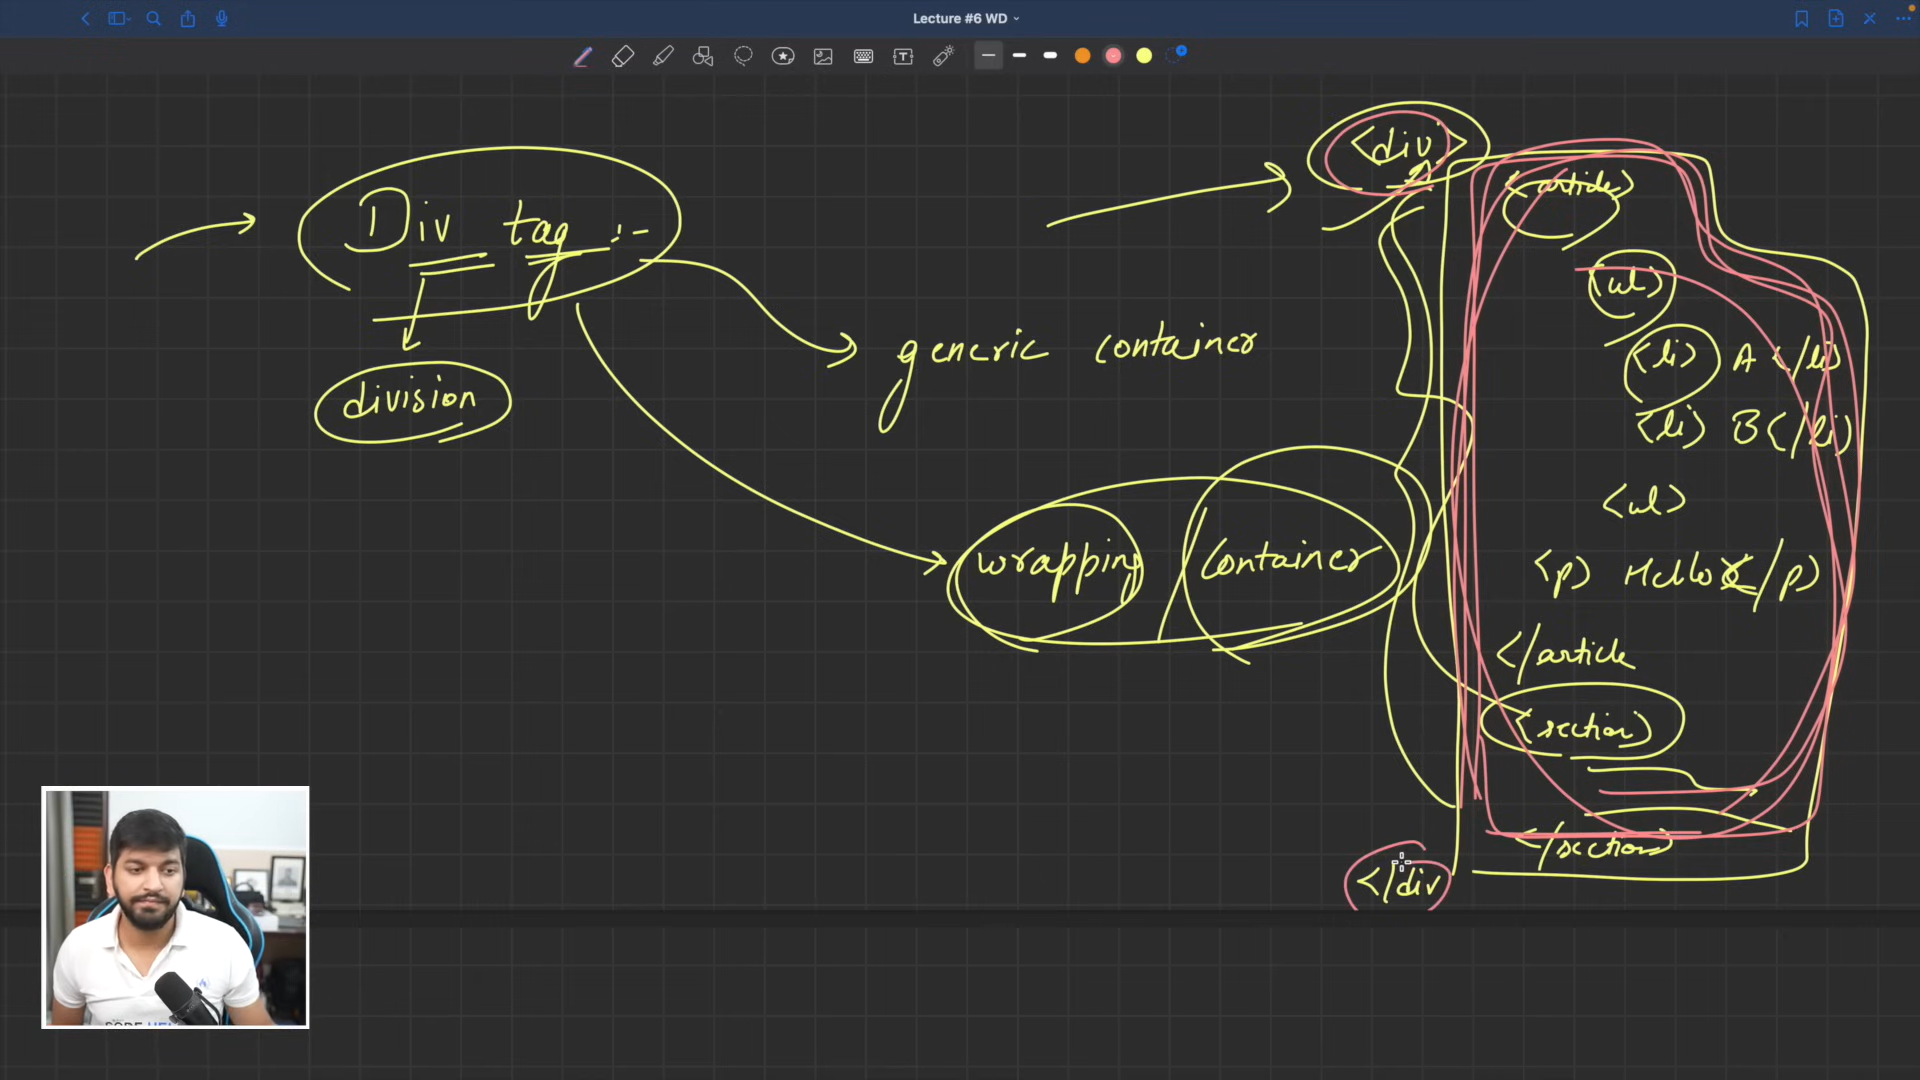 Lecture #6 WD
Div tag :-
division
generic container
wrapping container
<div>
<article>
<ul>
<li> A </li>
<li> B </li>
<ul>
<p> Hello </p>
</article
<section>
</section>
</div